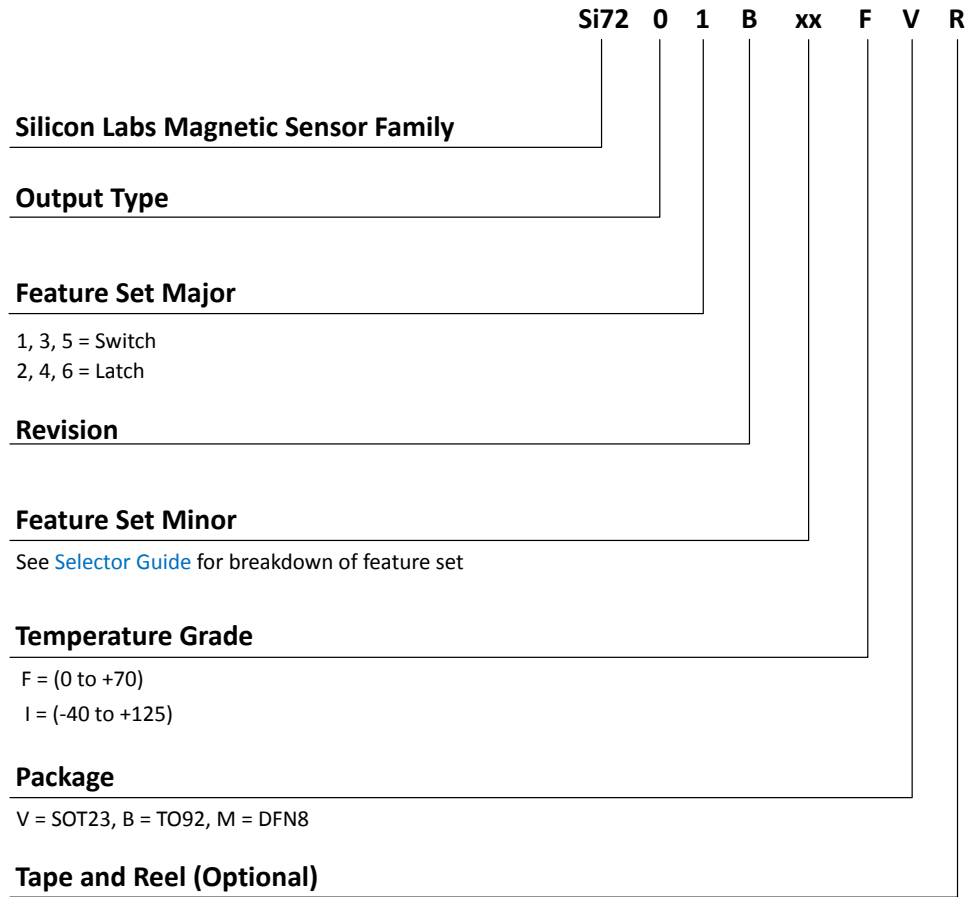 Si72 0 1 B xx F V R
Silicon Labs Magnetic Sensor Family
Output Type
Feature Set Major
1, 3, 5 = Switch
2, 4, 6 = Latch
Revision
Feature Set Minor
See Selector Guide for breakdown of feature set
Temperature Grade
F = (0 to +70)
I = (-40 to +125)
Package
V = SOT23, B = TO92, M = DFN8
Tape and Reel (Optional)